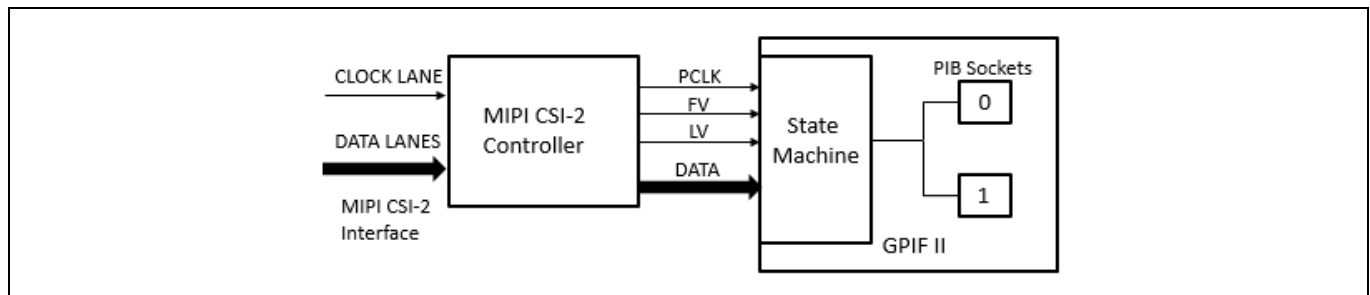 CLOCK LANE
DATA LANES
MIPI CSI-2
Interface
MIPI CSI-2
Controller
PCLK
FV
LV
DATA
State
Machine
PIB Sockets
0
1
GPIF II